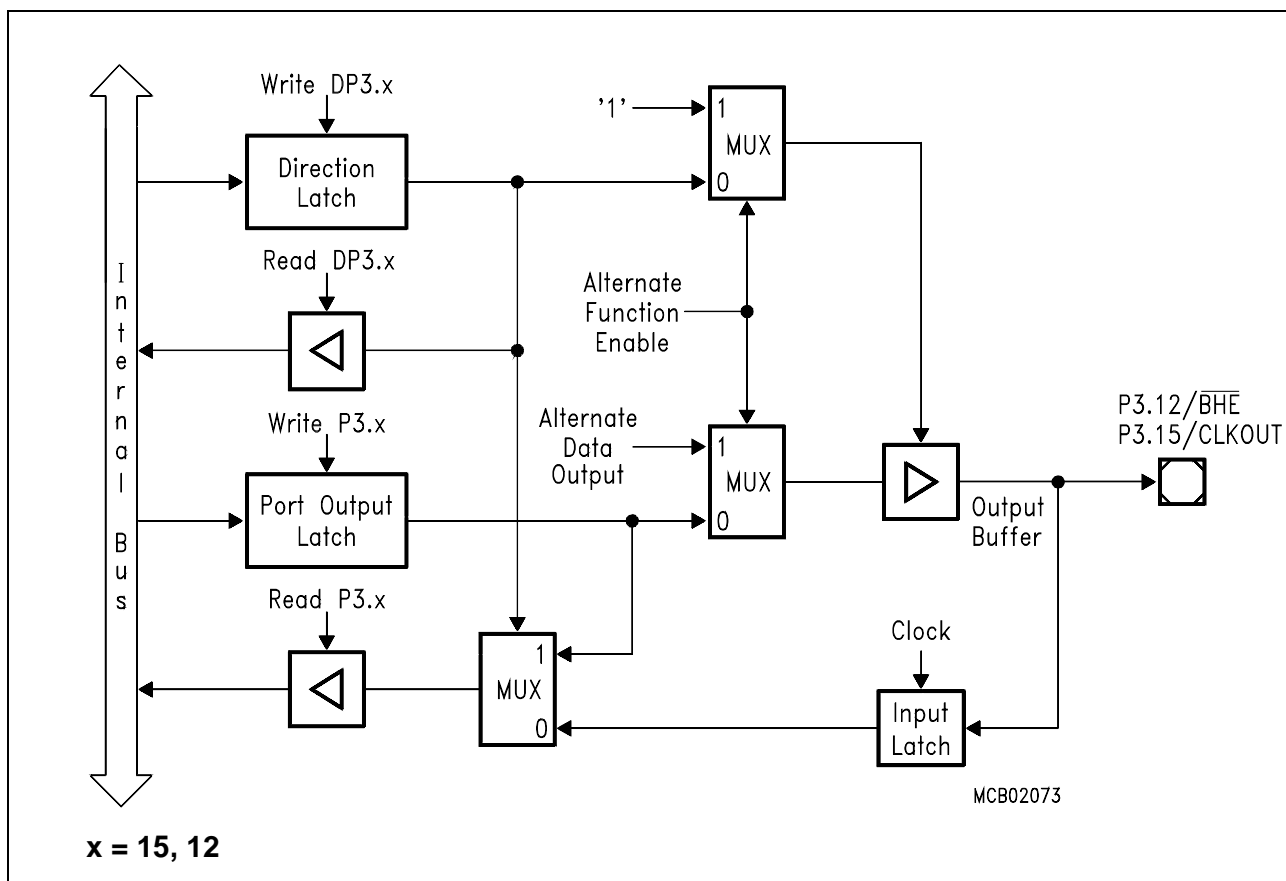 Write DP3.x
'1'
1
MUX
0
Direction
Latch
Read DP3.x
Internal Bus
Alternate
Function
Enable
Write P3.x
Alternate
Data
Output
1
MUX
0
P3.12/B̅H̅E̅
P3.15/CLKOUT
Port Output
Latch
Output
Buffer
Read P3.x
1
MUX
0
Clock
Input
Latch
MCB02073
x = 15, 12